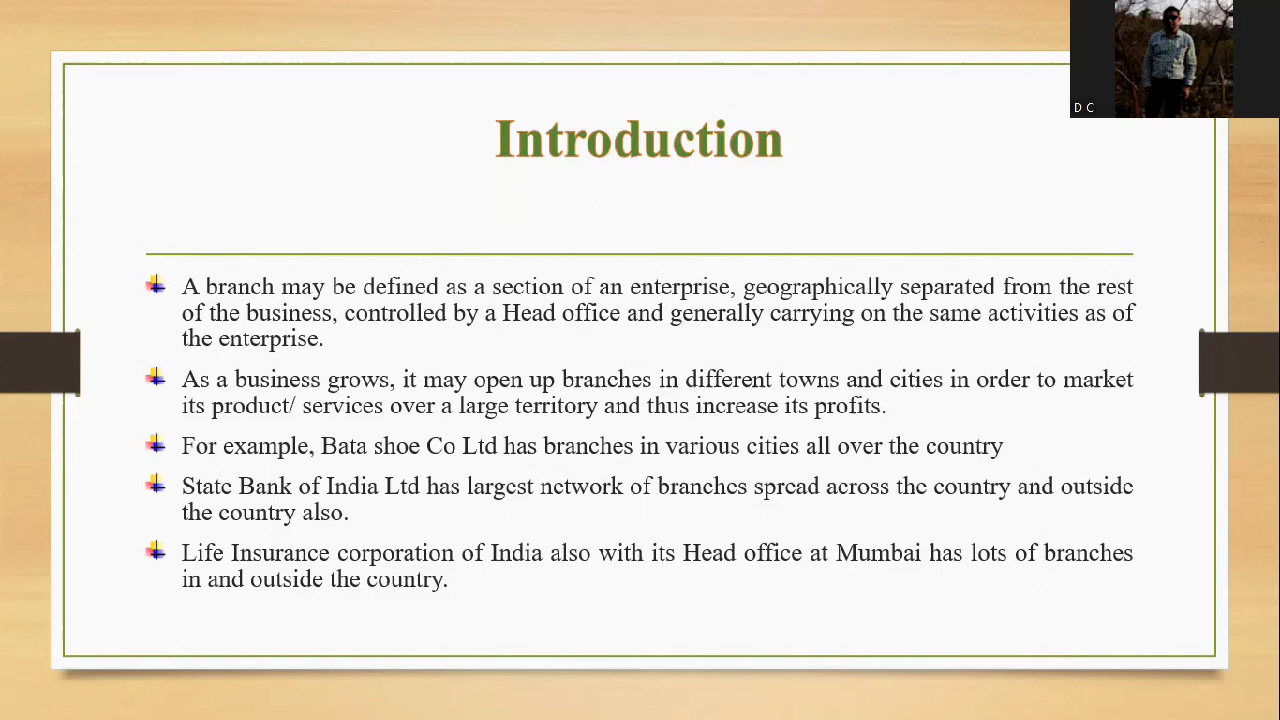 D C
Introduction
A branch may be defined as a section of an enterprise, geographically separated from the rest
of the business, controlled by a Head office and generally carrying on the same activities as of
the enterprise.
As a business grows, it may open up branches in different towns and cities in order to market
its product/ services over a large territory and thus increase its profits.
For example, Bata shoe Co Ltd has branches in various cities all over the country
State Bank of India Ltd has largest network of branches spread across the country and outside
the country also.
Life Insurance corporation of India also with its Head office at Mumbai has lots of branches
in and outside the country.